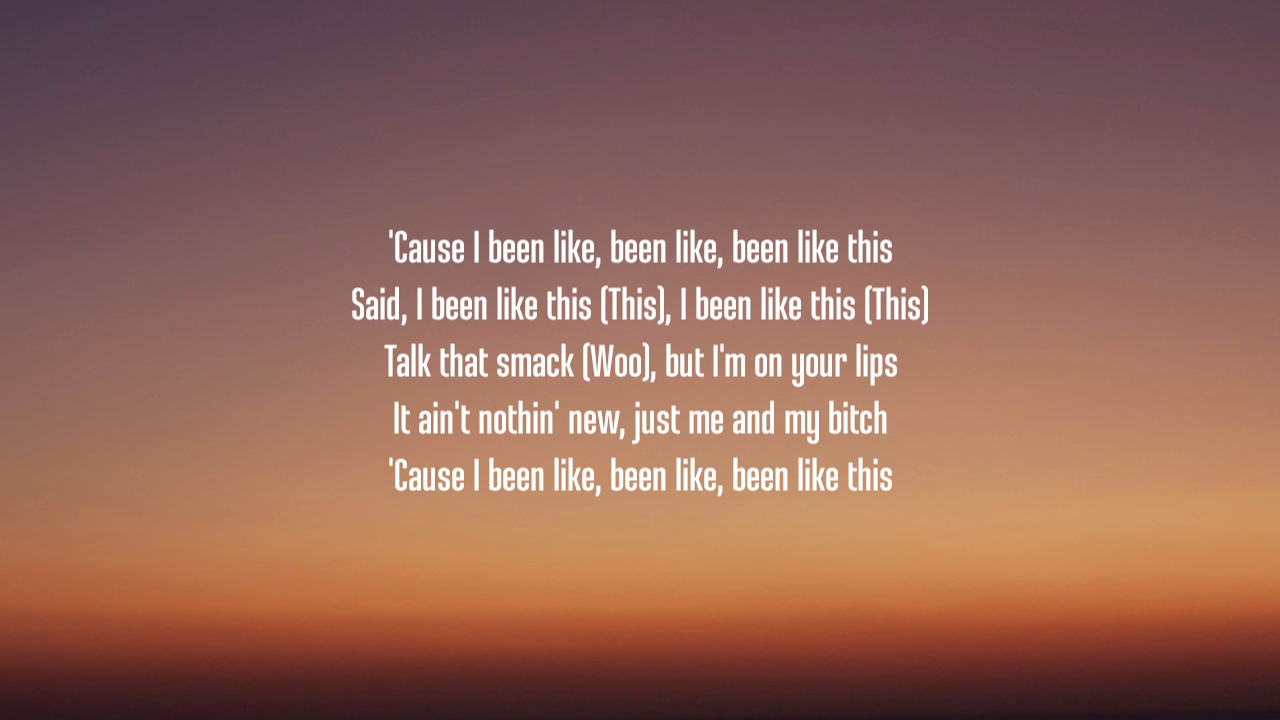 'Cause I been like, been like, been like this
Said, I been like this (This), I been like this (This)
Talk that smack (Woo), but I'm on your lips
It ain't nothin' new, just me and my bitch
'Cause I been like, been like, been like this